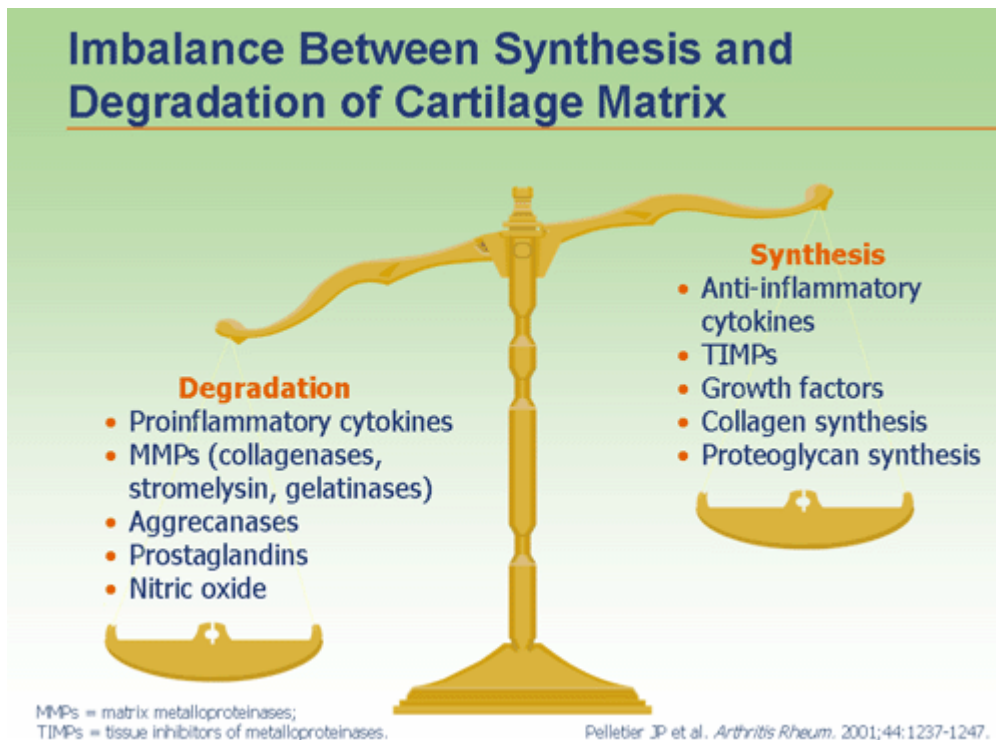 Imbalance Between Synthesis and
Degradation of Cartilage Matrix
Degradation
• Proinflammatory cytokines
• MMPs (collagenases,
stromelysin, gelatinases)
• Aggrecanases
• Prostaglandins
• Nitric oxide
Synthesis
• Anti-inflammatory
cytokines
• TIMPs
• Growth factors
• Collagen synthesis
• Proteoglycan synthesis
MMPs = matrix metalloproteinases;
TIMPs = tissue inhibitors of metalloproteinases.
Pelletier JP et al. Arthritis Rheum. 2001;44:1237-1247.